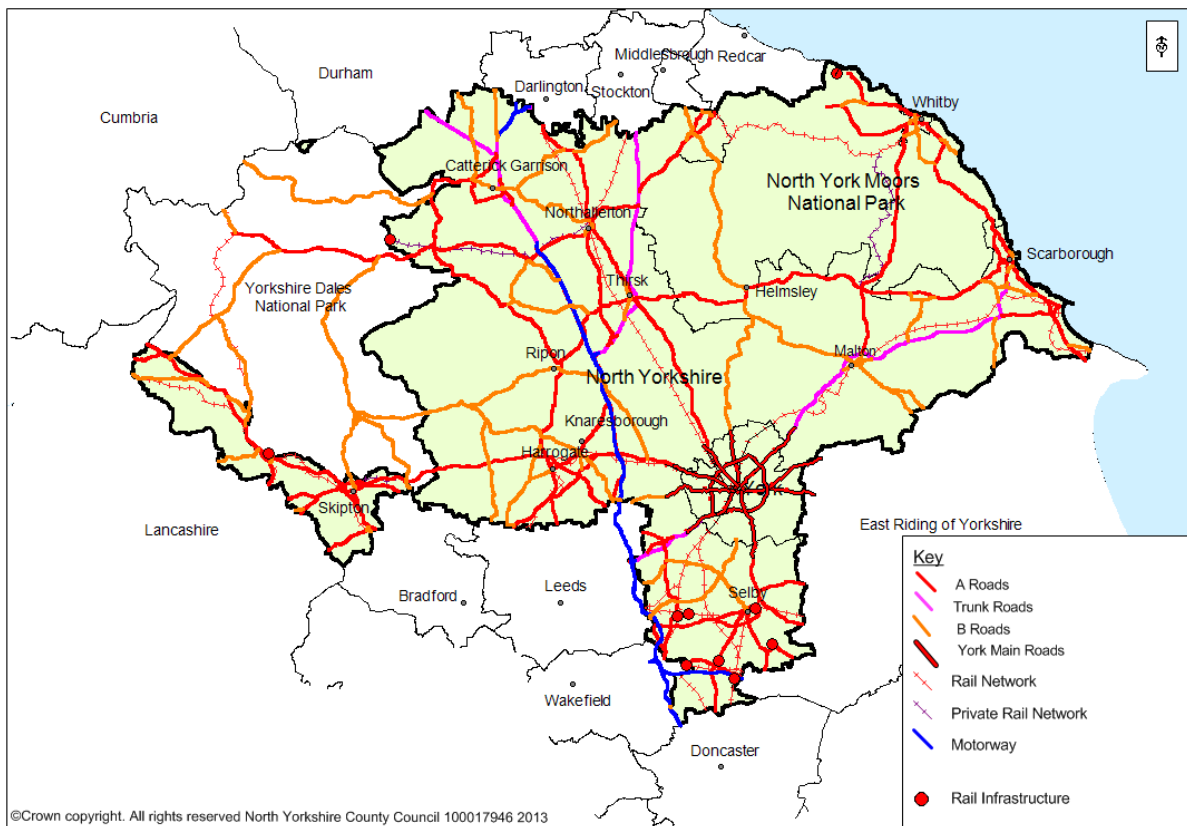 Middlesbrough
Redcar
Durham
Darlington
Stockton
Cumbria
Whitby
Catterick Garrison
North York Moors
National Park
Northallerton
Scarborough
Yorkshire Dales
National Park
Thirsk
Helmsley
Ripon
Malton
North Yorkshire
Knaresborough
Harrogate
Skipton
York
Lancashire
East Riding of Yorkshire
Leeds
Bradford
Selby
Wakefield
Doncaster
Key
A Roads
Trunk Roads
B Roads
York Main Roads
Rail Network
Private Rail Network
Motorway
Rail Infrastructure
©Crown copyright. All rights reserved North Yorkshire County Council 100017946 2013